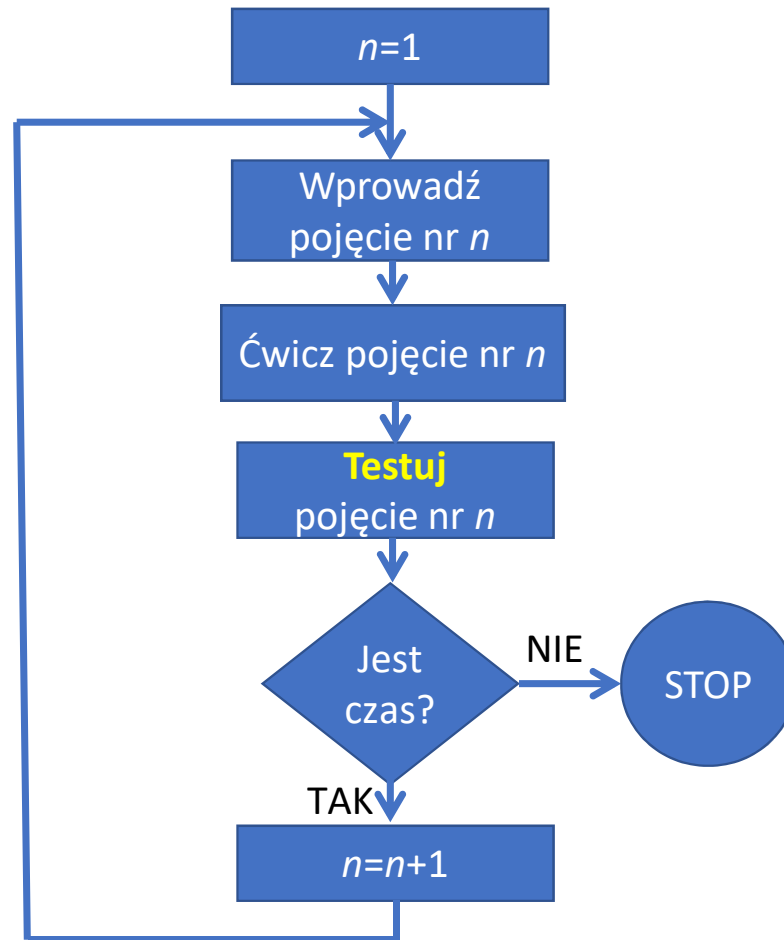 n=1
Wprowadź
pojęcie nr n
Ćwicz pojęcie nr n
Testuj
pojęcie nr n
Jest
czas?
NIE
STOP
TAK
n=n+1